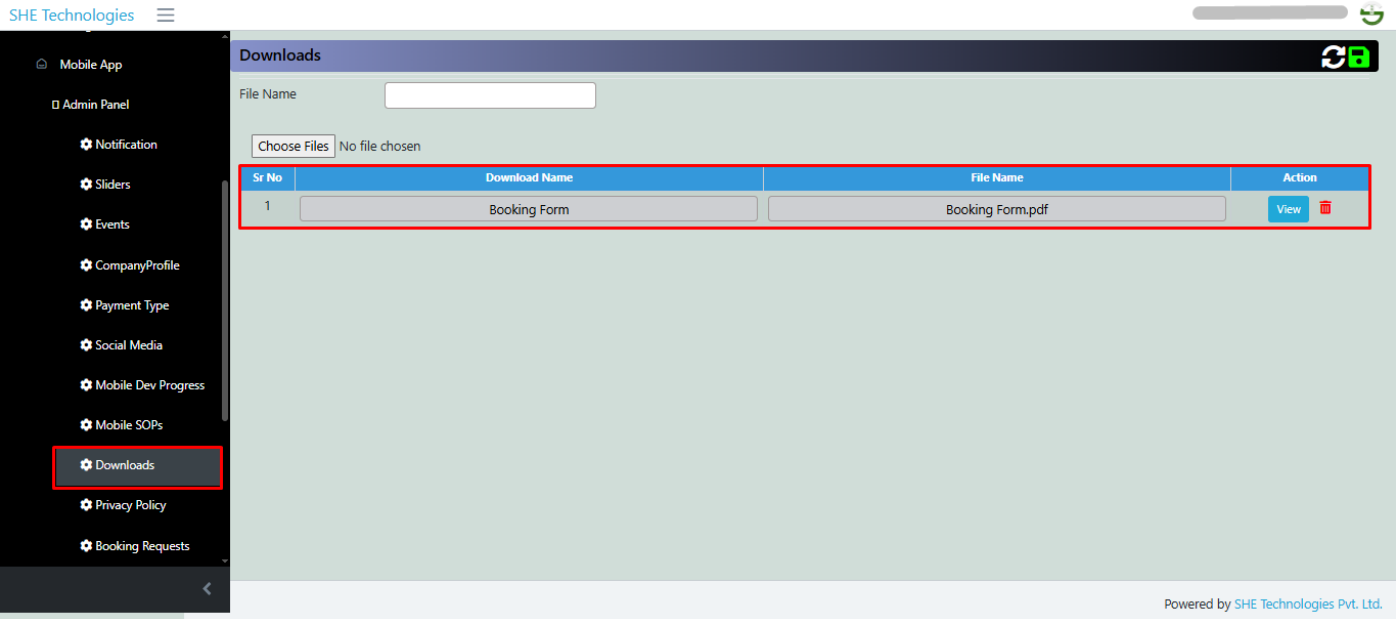 SHE Technologies
Mobile App
Admin Panel
Notification
Sliders
Events
CompanyProfile
Payment Type
Social Media
Mobile Dev Progress
Mobile SOPs
Downloads
Privacy Policy
Booking Requests
Downloads
File Name
Choose Files No file chosen
Sr No Download Name File Name Action
1 Booking Form Booking Form.pdf View
Powered by SHE Technologies Pvt. Ltd.